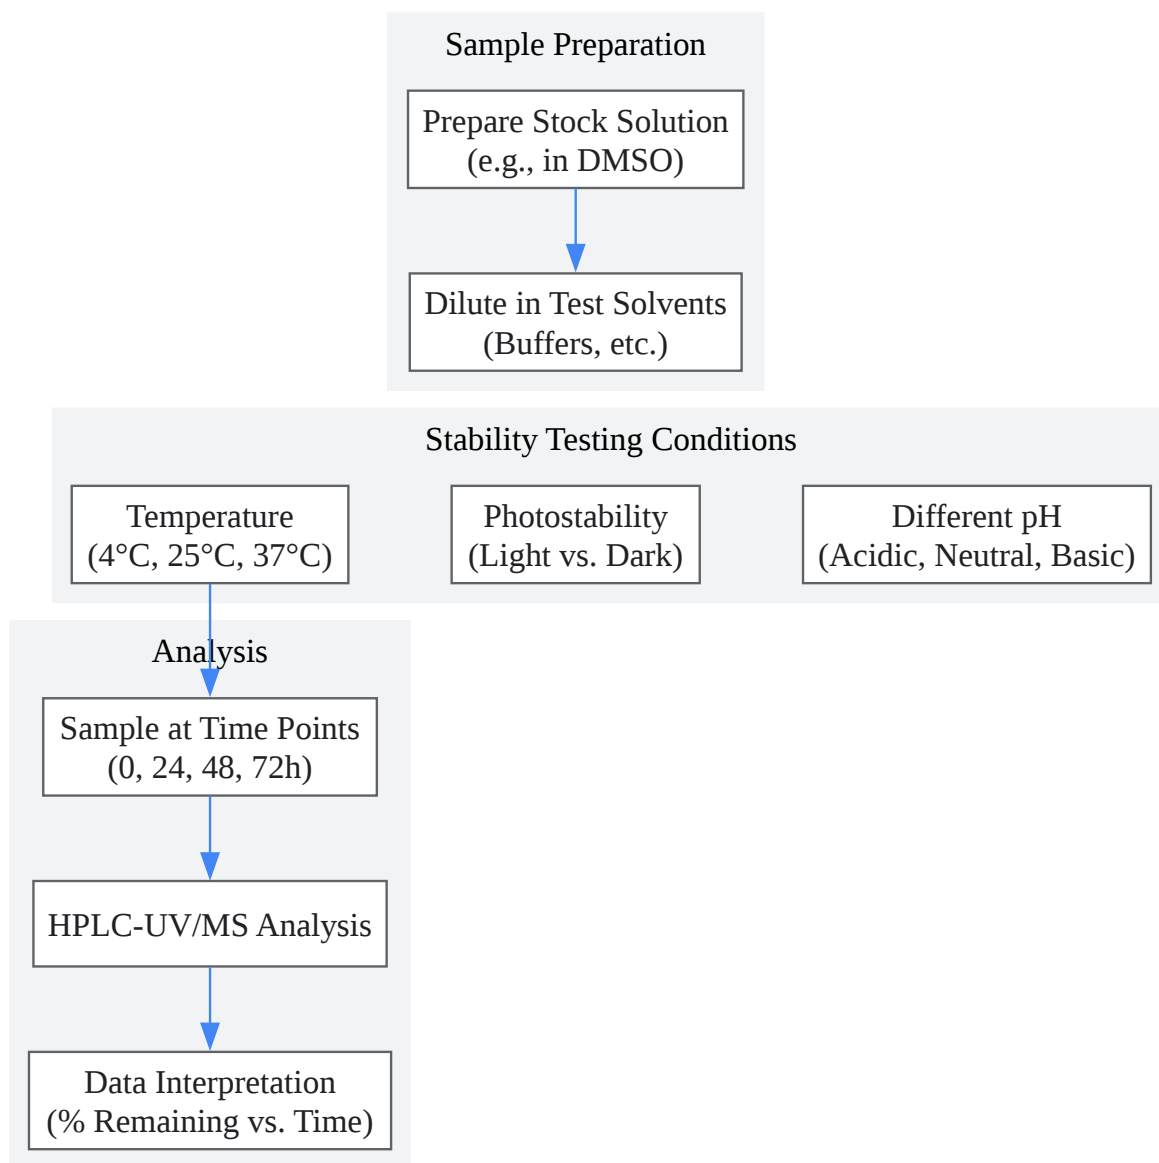 Sample Preparation
Prepare Stock Solution
(e.g., in DMSO)
Dilute in Test Solvents
(Buffers, etc.)
Stability Testing Conditions
Temperature
(4°C, 25°C, 37°C)
Photostability
(Light vs. Dark)
Different pH
(Acidic, Neutral, Basic)
Analysis
Sample at Time Points
(0, 24, 48, 72h)
HPLC-UV/MS Analysis
Data Interpretation
(% Remaining vs. Time)